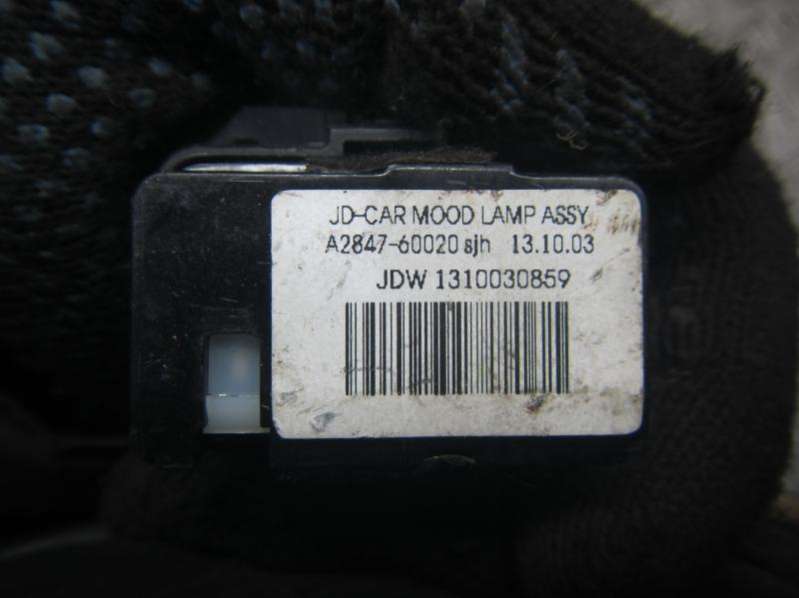 JD-CAR MOOD LAMP ASSY
A2847-60020 sjh 13.10.03
JDW 1310030859